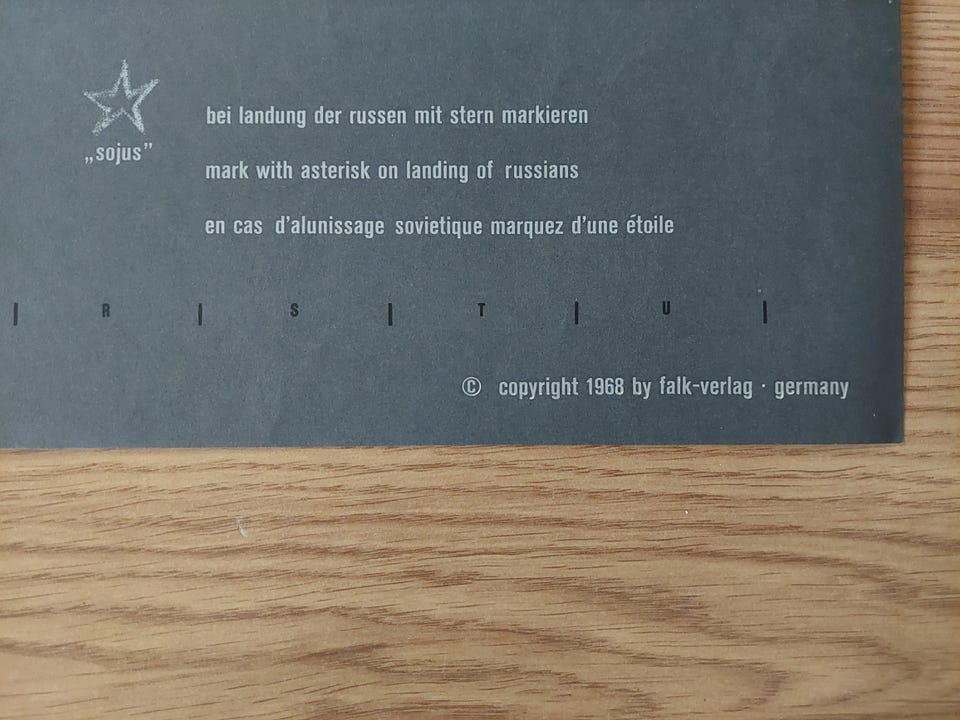 „sojus”
bei landung der russen mit stern markieren
mark with asterisk on landing of russians
en cas d'alunissage sovietique marquez d'une étoile
| R | S | T | U |
© copyright 1968 by falk-verlag · germany